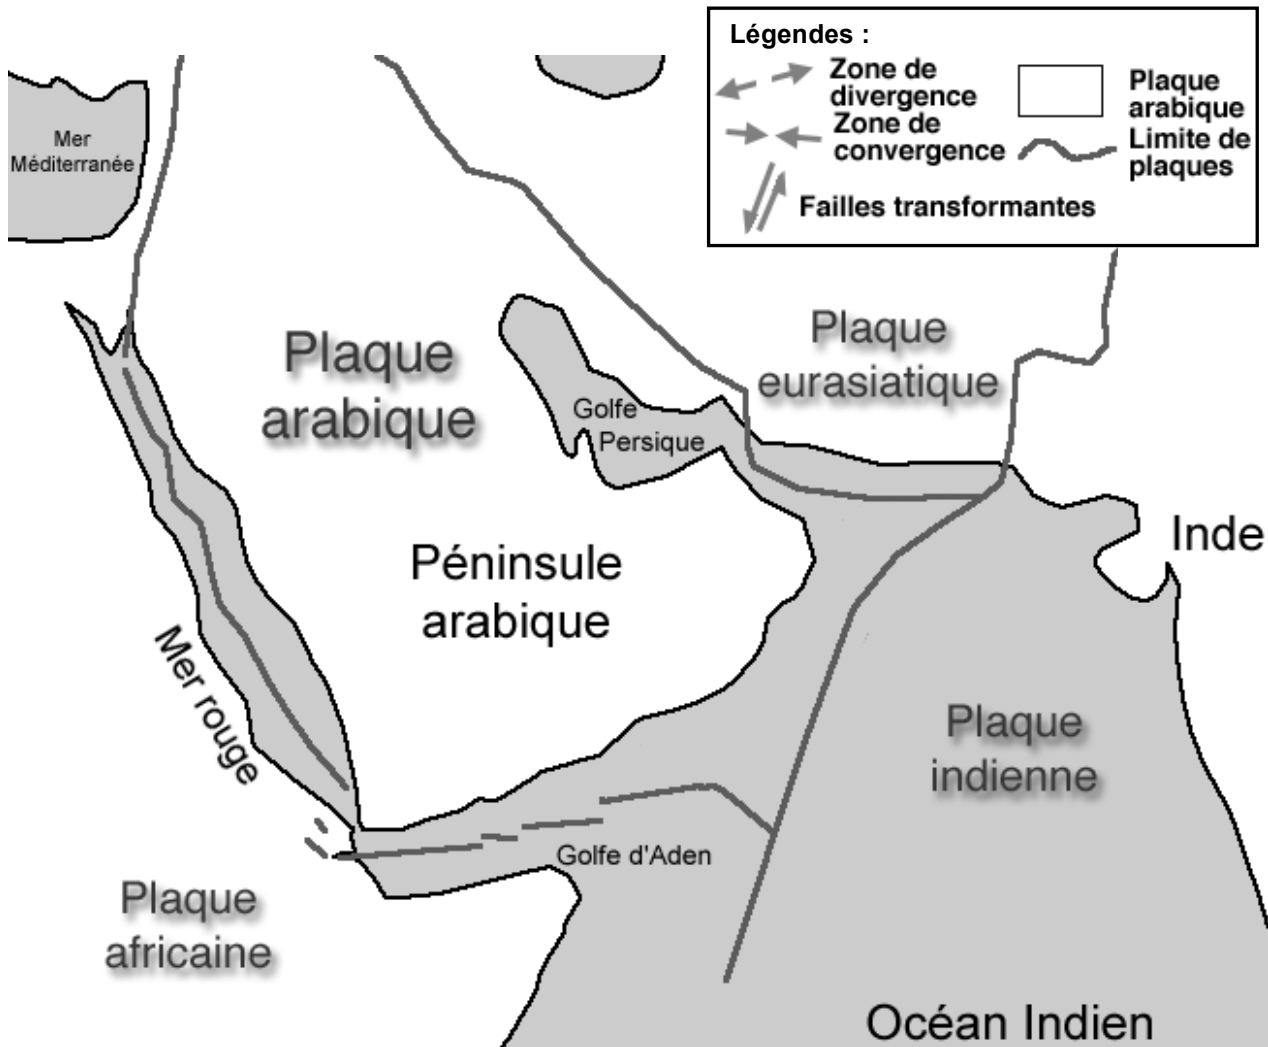 Légendes :
Zone de
divergence
Zone de
convergence
Failles transformantes
Plaque
arabique
Limite de
plaques
Mer
Méditerranée
Plaque
arabique
Plaque
eurasiatique
Golfe
Persique
Péninsule
arabique
Inde
Mer rouge
Plaque
indienne
Golfe d'Aden
Plaque
africaine
Océan Indien